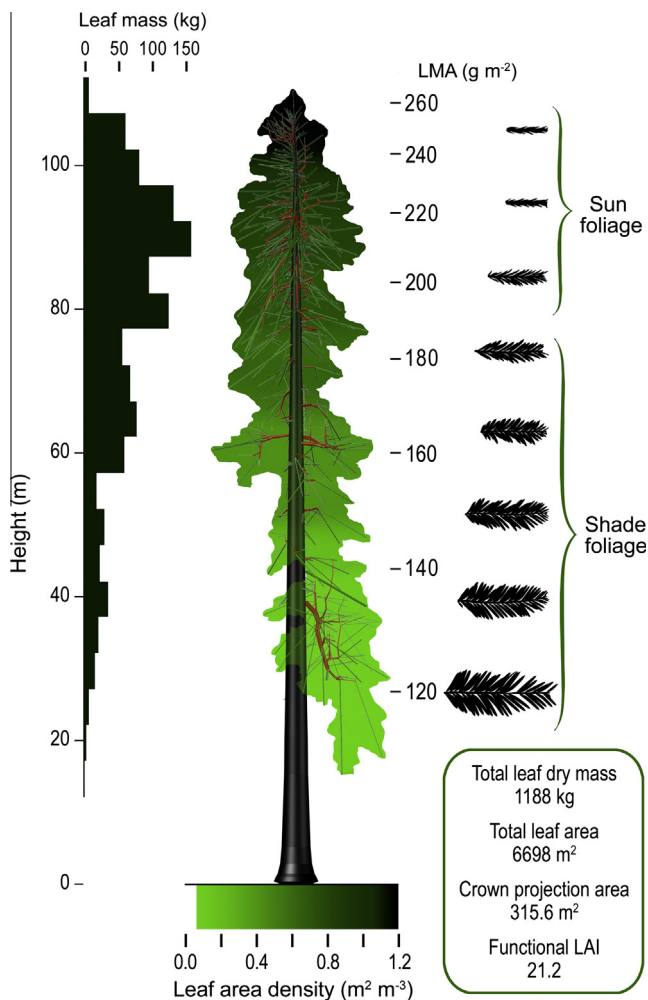 Leaf mass (kg)
0 50 100 150
LMA (g m-2)
260
240
220
200
180
160
140
120
Sun
foliage
Shade
foliage
Height (m)
100
80
60
40
20
0
Total leaf dry mass
1188 kg
Total leaf area
6698 m2
Crown projection area
315.6 m2
Functional LAI
21.2
0.0 0.4 0.8 1.2
Leaf area density (m2 m-3)